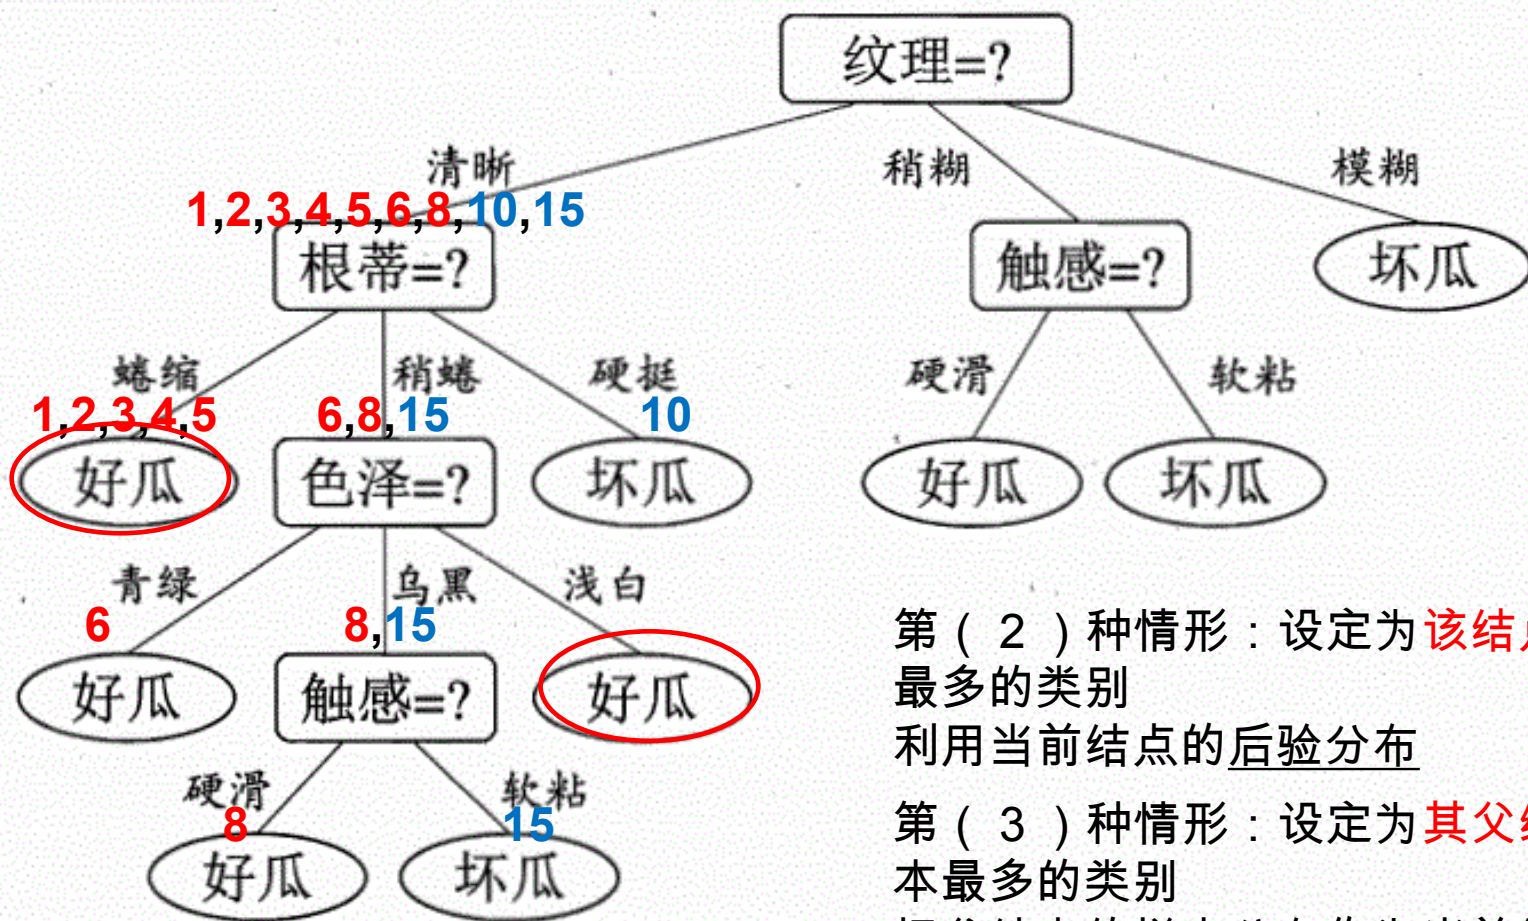 纹理=?
清晰
稍糊
模糊
1,2,3,4,5,6,8,10,15
根蒂=?
触感=?
坏瓜
蜷缩
稍蜷
硬挺
硬滑
软粘
1,2,3,4,5
6,8,15
10
好瓜
色泽=?
坏瓜
好瓜
坏瓜
青绿
乌黑
浅白
6
8,15
好瓜
触感=?
好瓜
硬滑
软粘
8
15
好瓜
坏瓜
第（2）种情形：设定为该结
最多的类别
利用当前结点的后验分布
第（3）种情形：设定为其父
本最多的类别